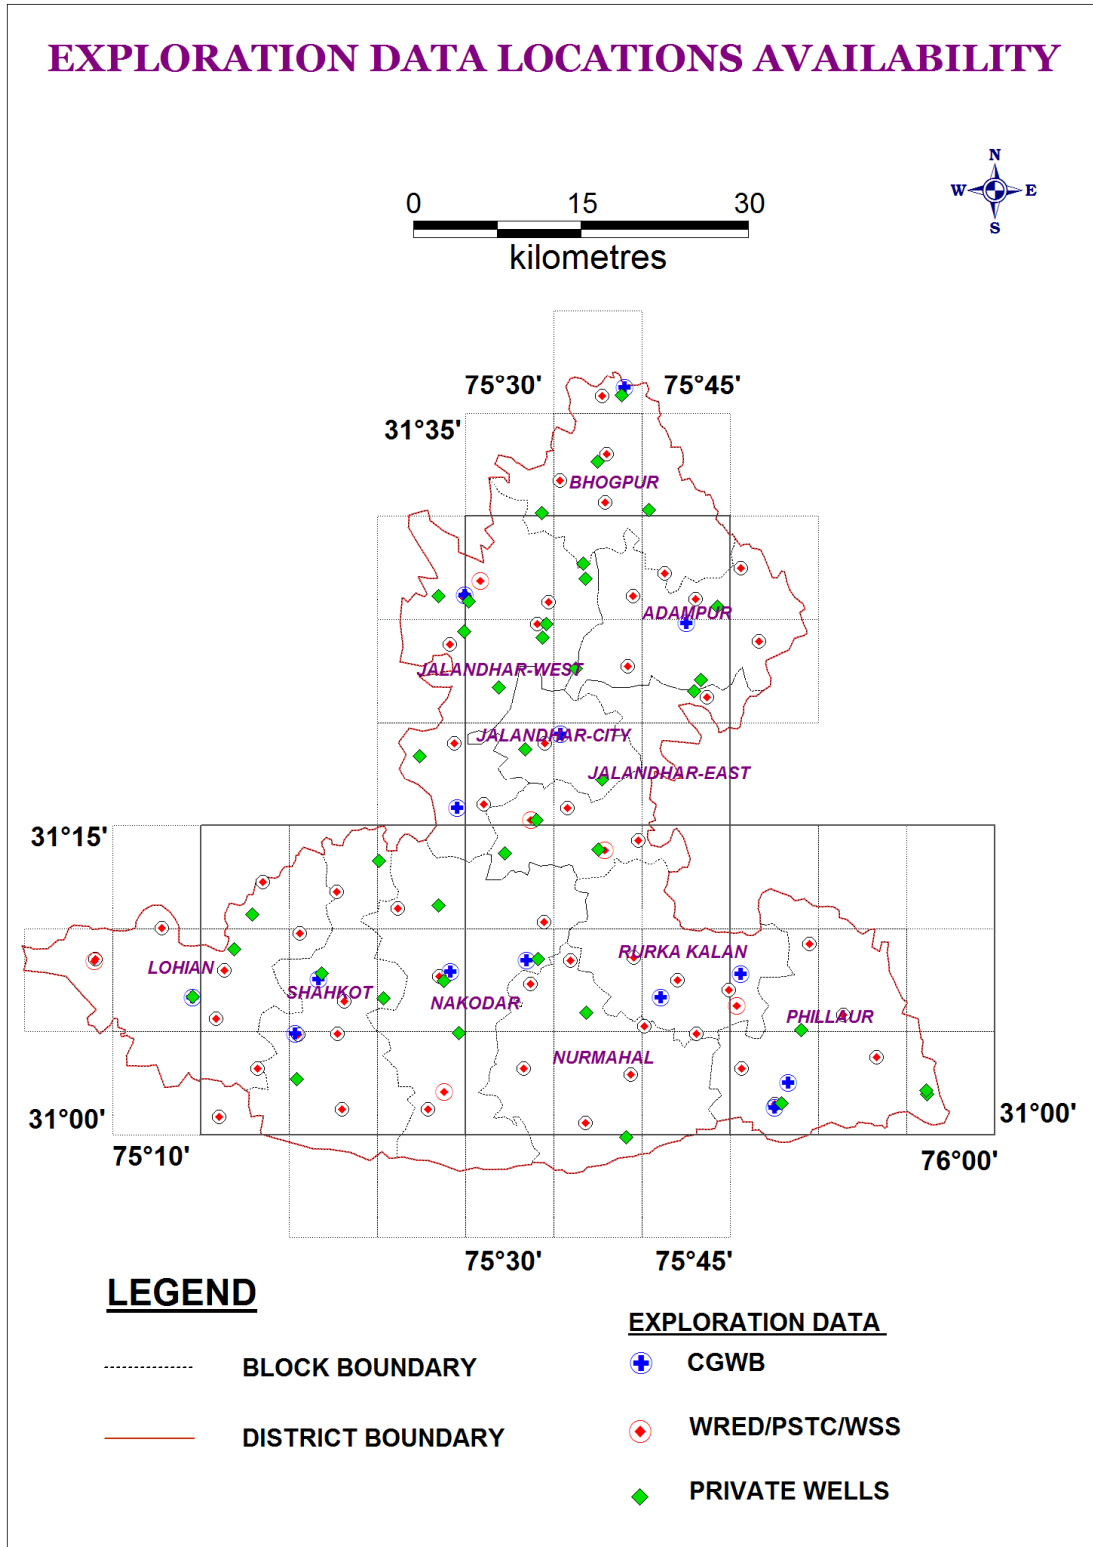 EXPLORATION DATA LOCATIONS AVAILABILITY
N
W E
S
0 15 30
kilometres
75°30' 75°45'
31°35'
BHOGPUR
ADAMPUR
JALANDHAR-WEST
JALANDHAR-CITY
JALANDHAR-EAST
31°15'
RURKA KALAN
LOHIAN
SHAHKOT
NAKODAR
PHILLAUR
NURMAHAL
31°00' 31°00'
75°10' 76°00'
75°30' 75°45'
LEGEND
BLOCK BOUNDARY
DISTRICT BOUNDARY
EXPLORATION DATA
CGWB
WRED/PSTC/WSS
PRIVATE WELLS